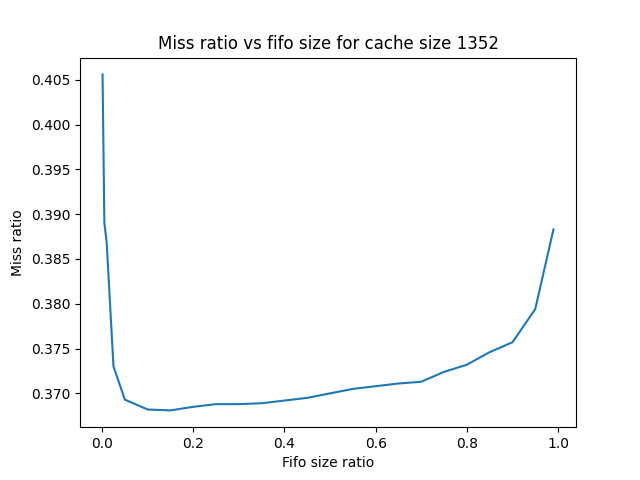 Miss ratio vs fifo size for cache size 1352
0.405
0.400
0.395
0.390
0.385
0.380
0.375
0.370
Miss ratio
0.0 0.2 0.4 0.6 0.8 1.0
Fifo size ratio